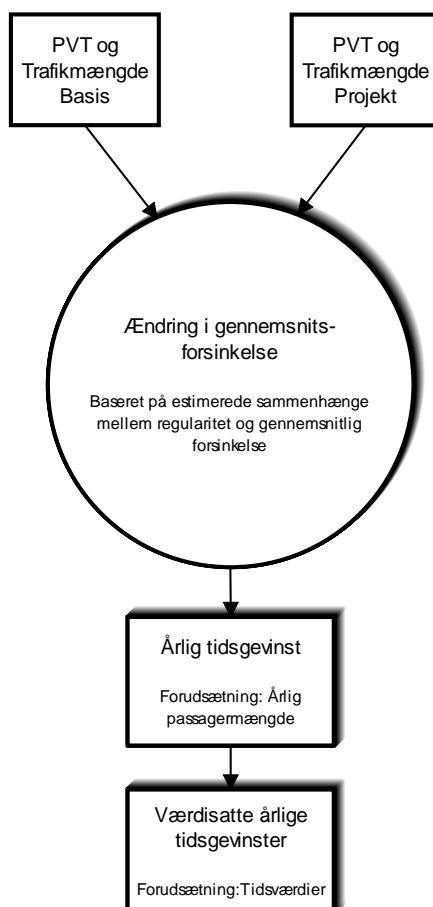 PVT og
Trafikmængde
Basis
PVT og
Trafikmængde
Projekt
Ændring i gennemsnits-
forsinkelse
Baseret på estimerede sammenhænge
mellem regularitet og gennemsnitlig
forsinkelse
Årlig tidsgevinst
Forudsætning: Årlig
passagermængde
Værdisatte årlige
tidsgevinster
Forudsætning:Tidsværdier